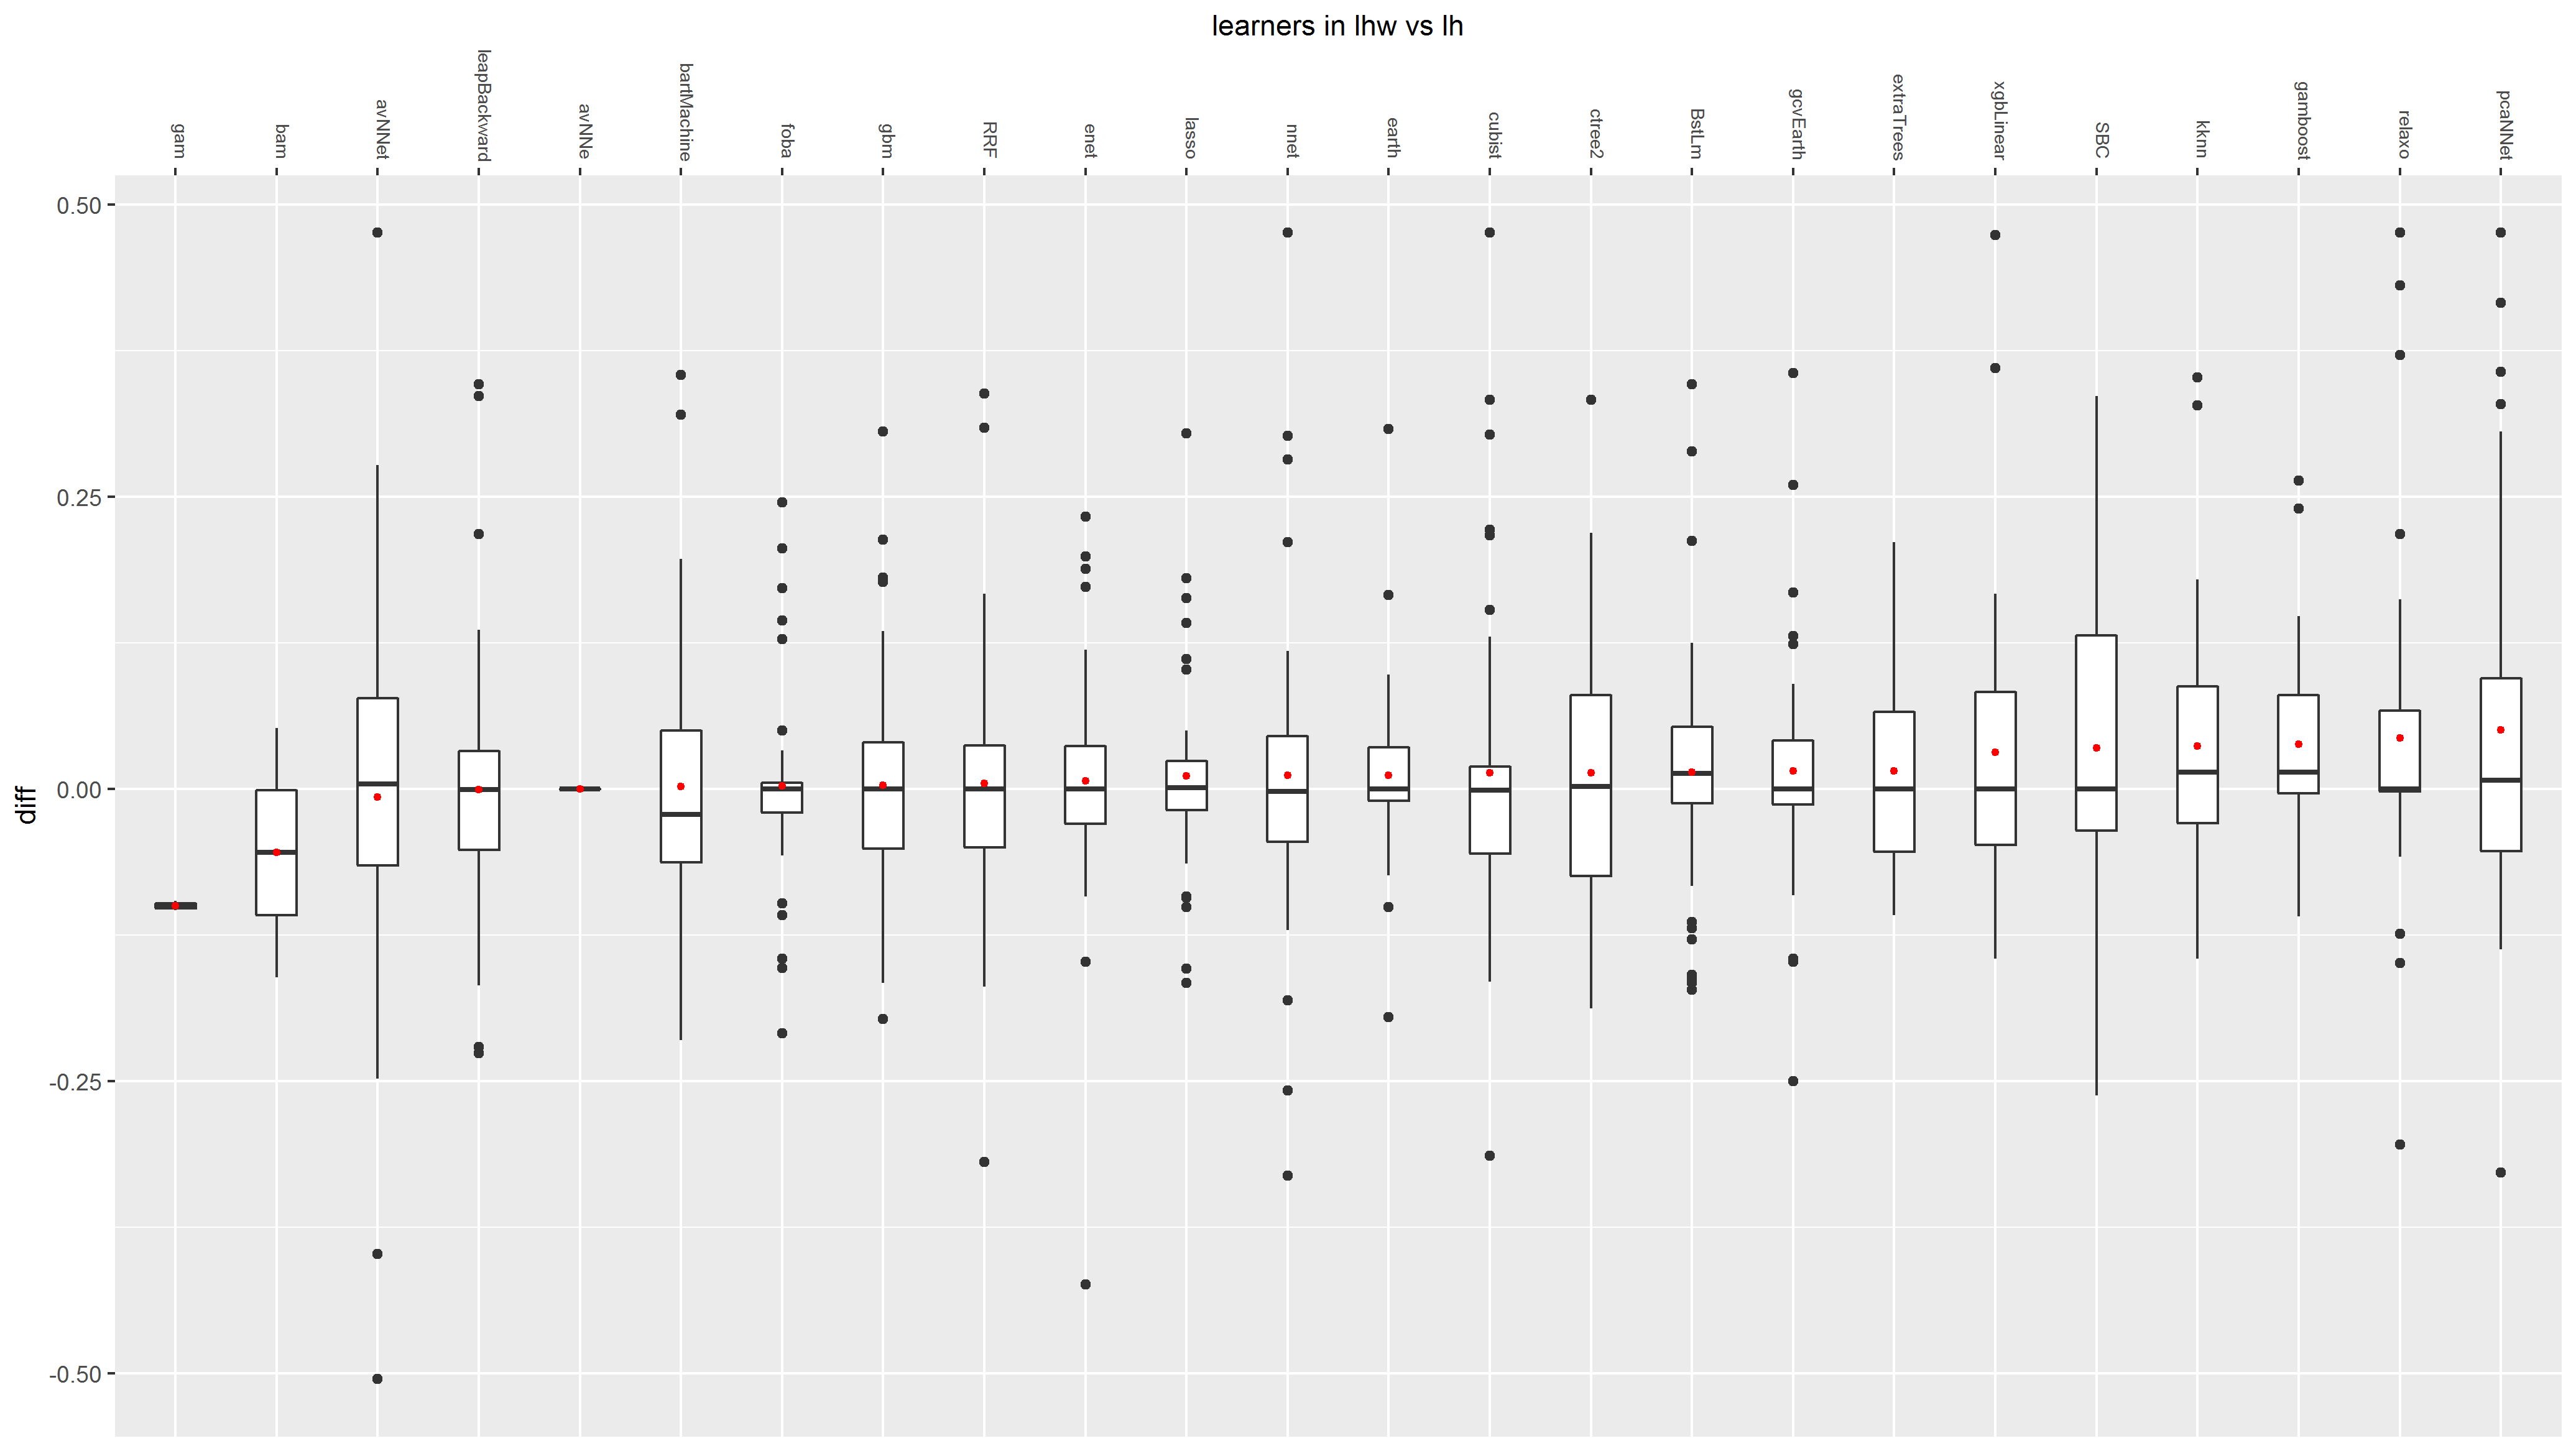 learners in lhw vs lh
gam
bam
avNNet
leapBackward
avNNe
bartMachine
foba
gbm
RRF
enet
lasso
nnet
earth
cubist
ctree2
BstLm
gcvEarth
extraTrees
xgbLinear
SBC
kknn
gamboost
relaxo
pcaNNet
0.50
0.25
0.00
-0.25
-0.50
diff